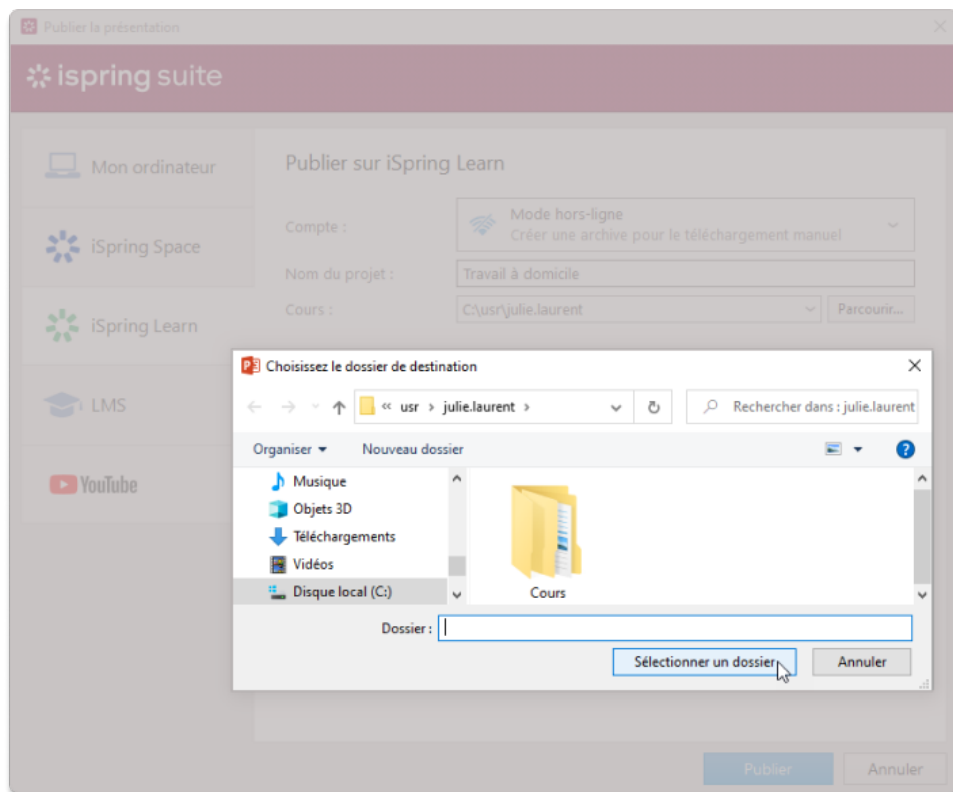 Publier la présentation
ispring suite
Mon ordinateur
iSpring Space
iSpring Learn
LMS
YouTube
Publier sur iSpring Learn
Compte :
Mode hors-ligne
Créer une archive pour le téléchargement manuel
Nom du projet :
Travail à domicile
Cours :
C:\usr\julie.laurent
Parcourir...
Choisissez le dossier de destination
« usr › julie.laurent ›
Rechercher dans : julie.laurent
Organiser
Nouveau dossier
Musique
Objets 3D
Téléchargements
Vidéos
Disque local (C:)
Cours
Dossier :
Sélectionner un dossier
Annuler
Publier
Annuler